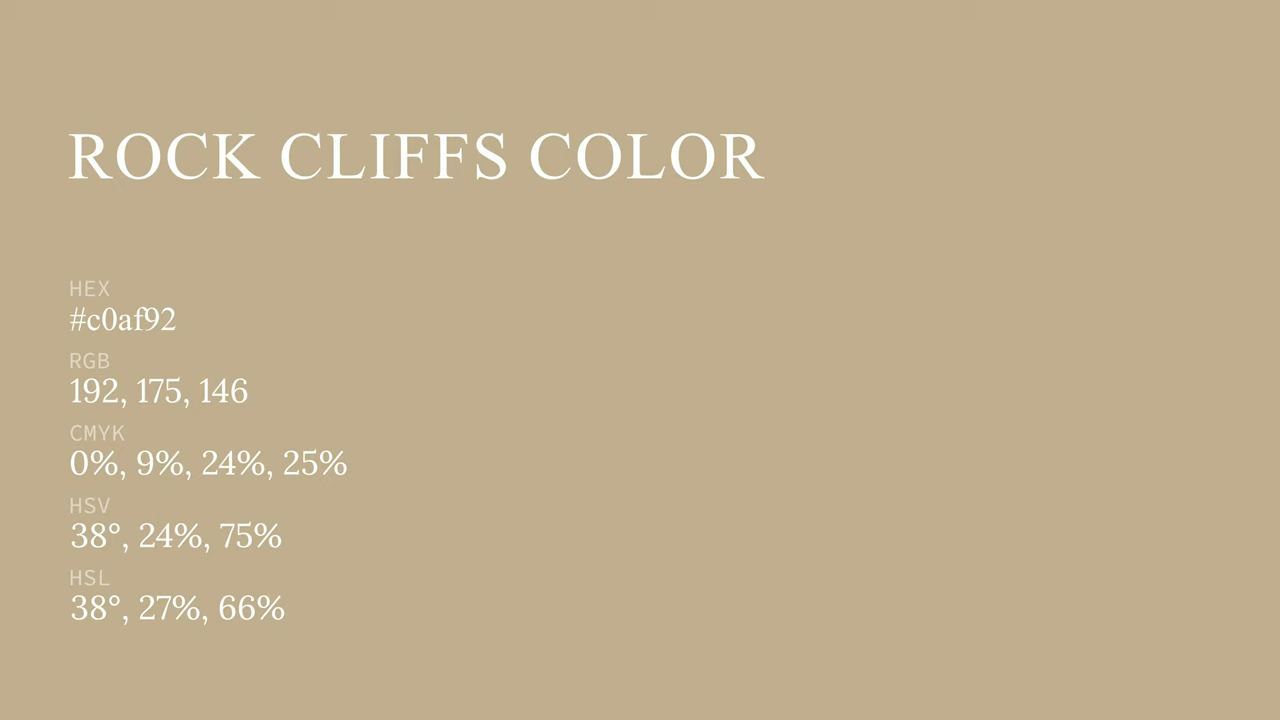 ROCK CLIFFS COLOR
HEX
#c0af92
RGB
192, 175, 146
CMYK
0%, 9%, 24%, 25%
HSV
38°, 24%, 75%
HSL
38°, 27%, 66%